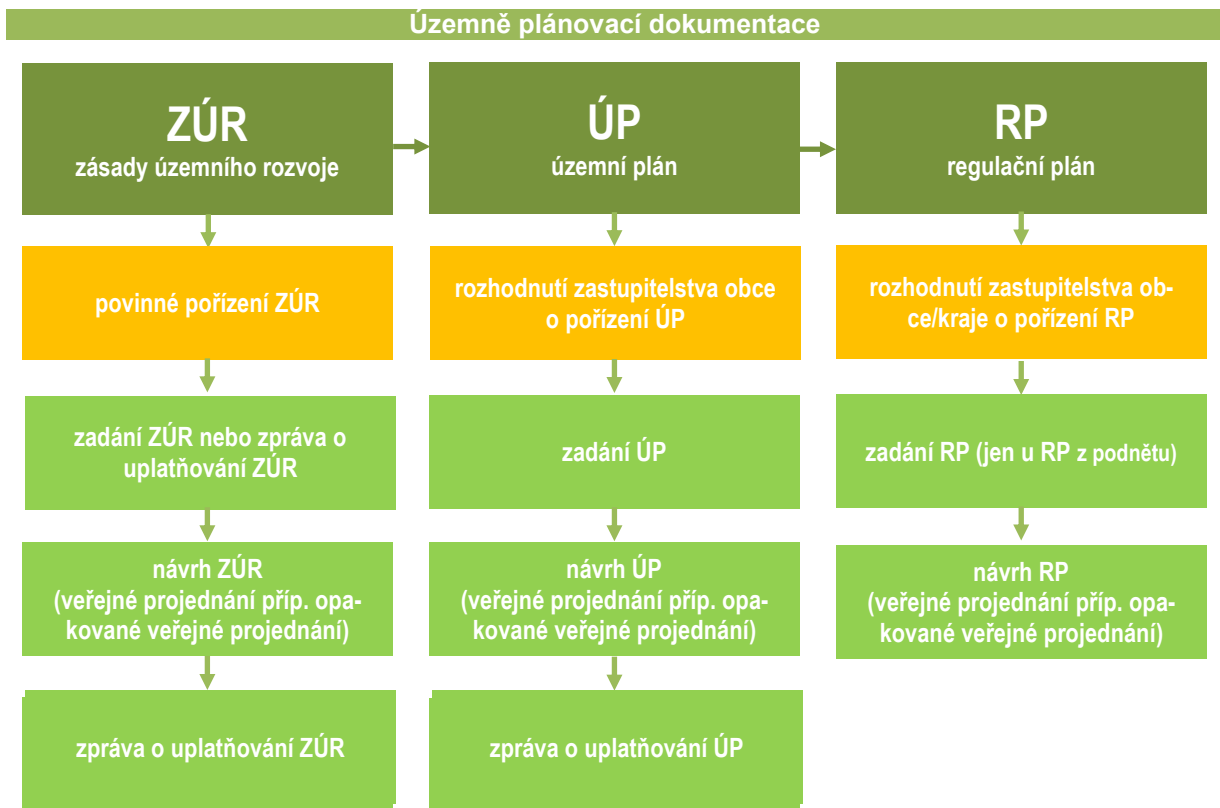 Územně plánovací dokumentace
ZÚR
zásady územního rozvoje
ÚP
územní plán
RP
regulační plán
povinné pořízení ZÚR
rozhodnutí zastupitelstva obce
o pořízení ÚP
rozhodnutí zastupitelstva ob-
ce/kraje o pořízení RP
zadání ZÚR nebo zpráva o
uplatňování ZÚR
zadání ÚP
zadání RP (jen u RP z podnětu)
návrh ZÚR
(veřejné projednání příp. opa-
kované veřejné projednání)
návrh ÚP
(veřejné projednání příp. opa-
kované veřejné projednání)
návrh RP
(veřejné projednání příp. opa-
kované veřejné projednání)
zpráva o uplatňování ZÚR
zpráva o uplatňování ÚP